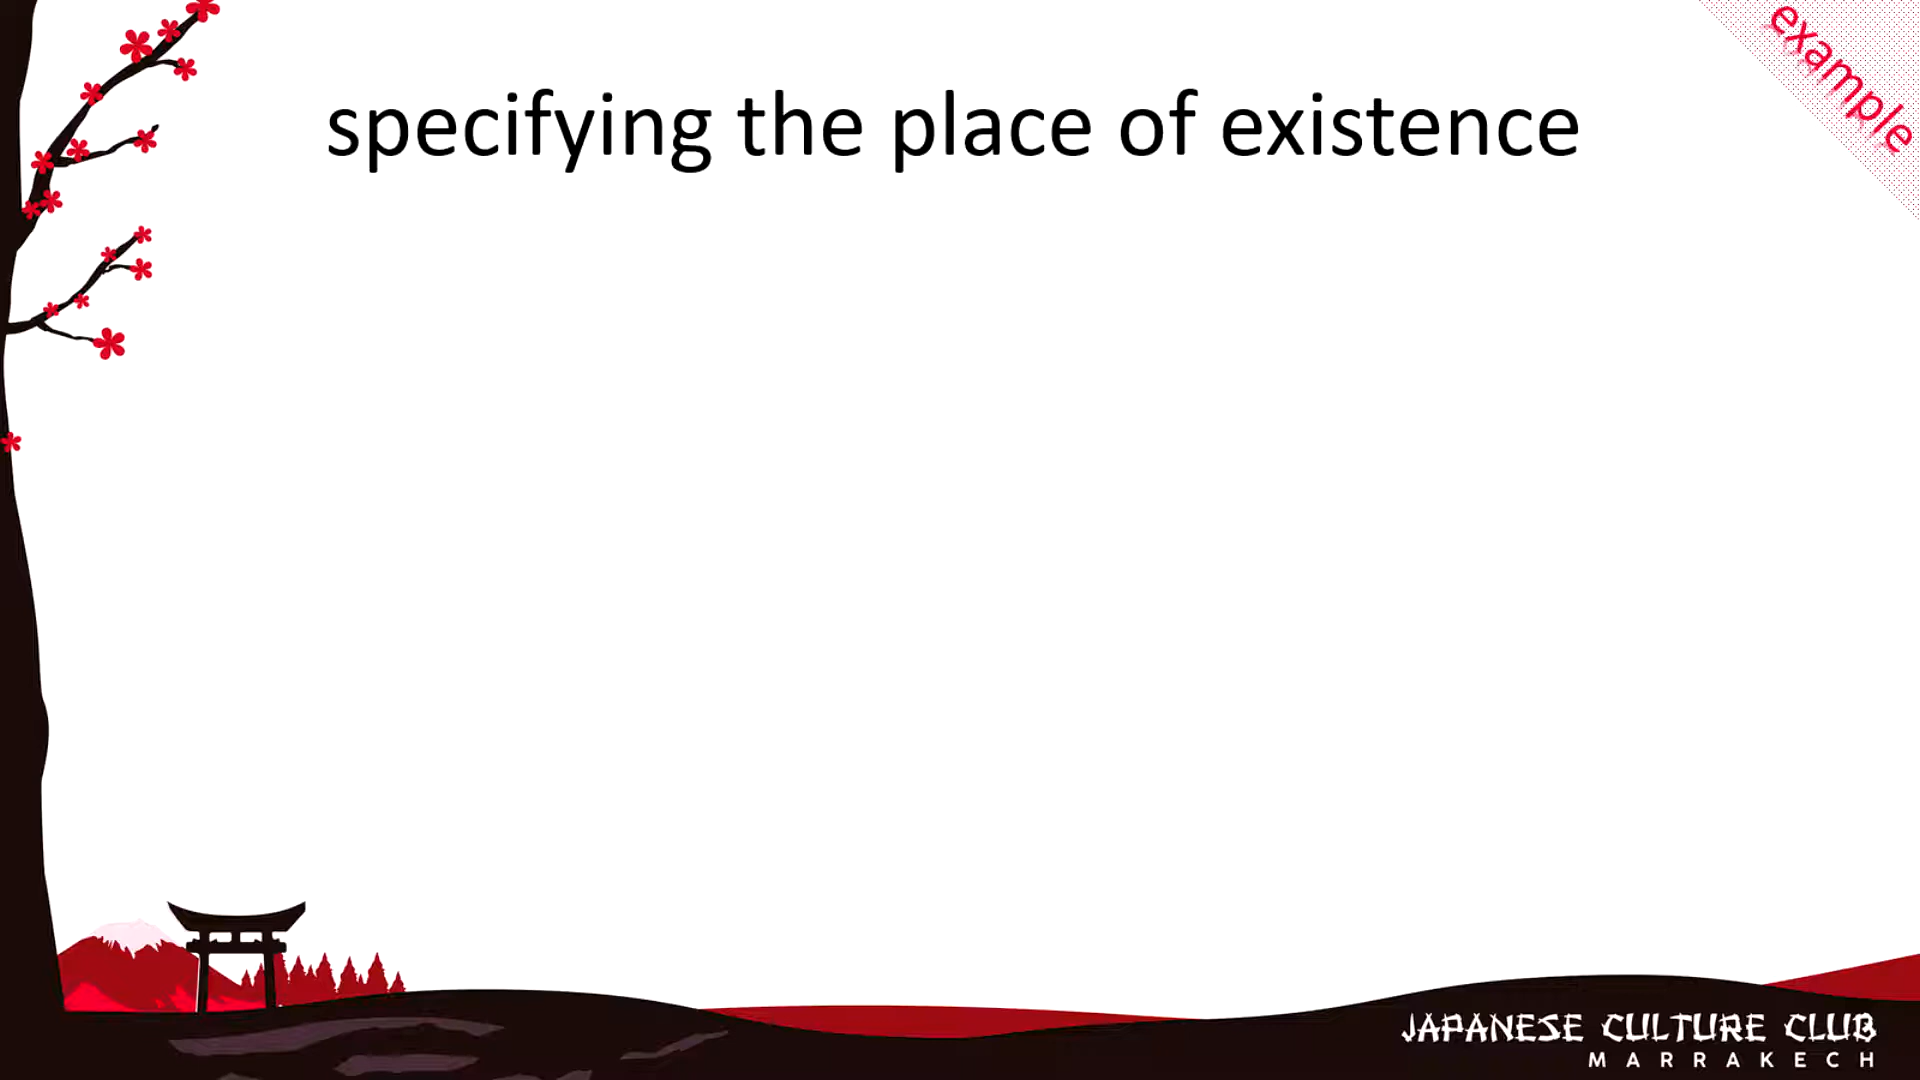 example
specifying the place of existence
JAPANESE CULTURE CLUB
MARRAKECH